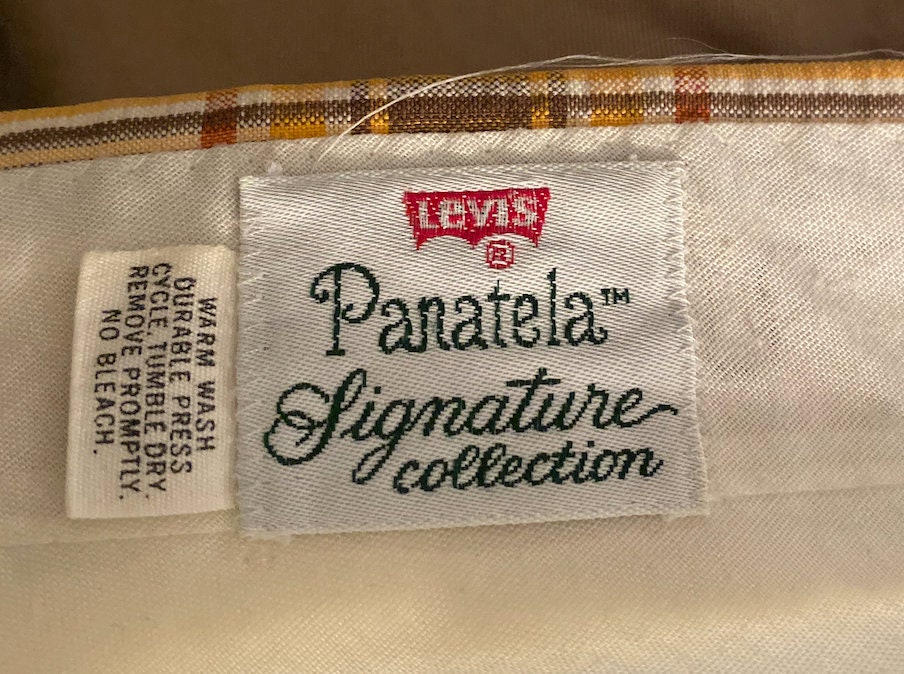 LEVI'S
®
Panatela™
Signature
collection
WARM WASH
DURABLE PRESS
CYCLE, TUMBLE DRY.
REMOVE PROMPTLY.
NO BLEACH.